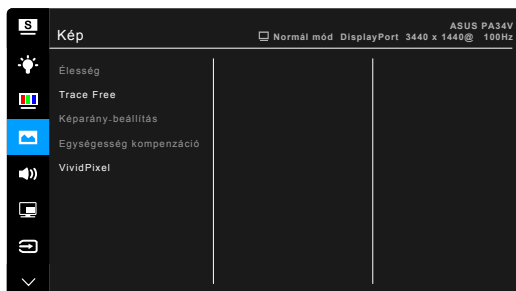 S
Kép
ASUS PA34V
Normál mód DisplayPort 3440 x 1440@ 100Hz
Élesség
Trace Free
Képarány-beállítás
Egységesség kompenzáció
VividPixel